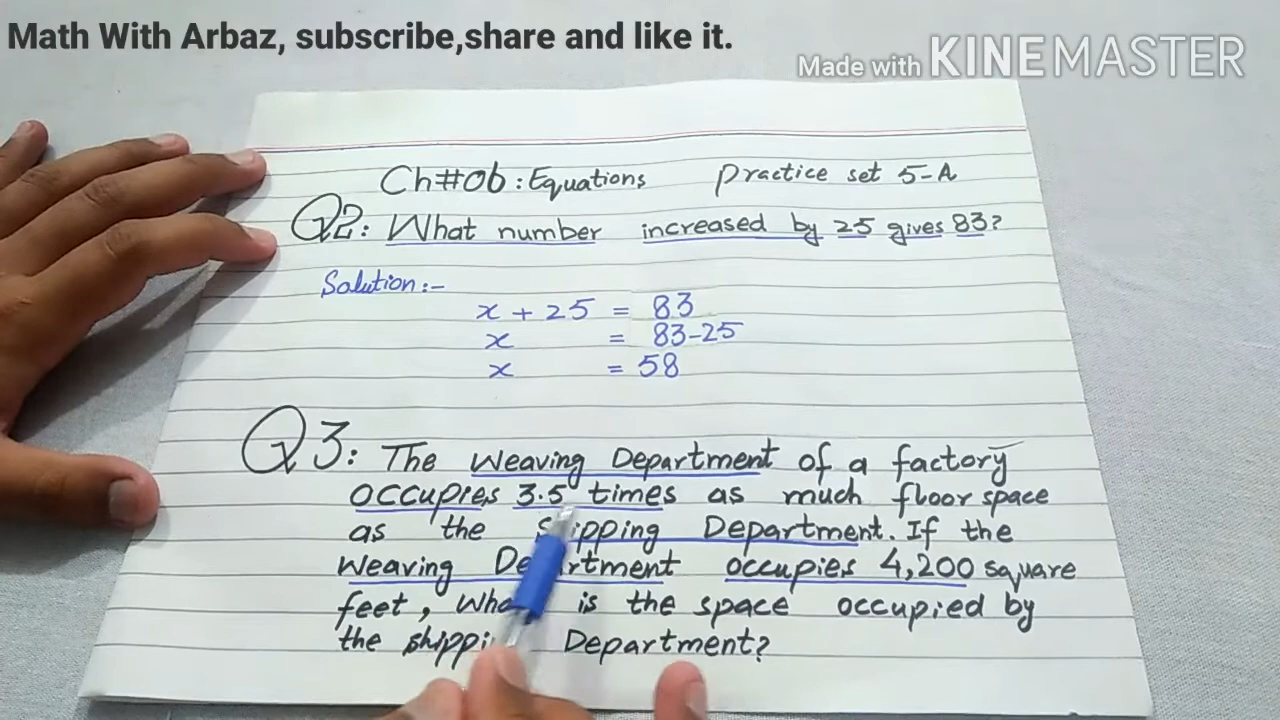 Math With Arbaz, subscribe,share and like it.
Made with KINEMASTER
Ch#06: Equations Practice set 5-A
Q2: What number increased by 25 gives 83?
Solution:-
x + 25 = 83
x = 83-25
x = 58
Q3: The Weaving Department of a factory
occupies 3.5 times as much floor space
as the Shipping Department. If the
Weaving Department occupies 4,200 square
feet, What is the space occupied by
the shipping Department?